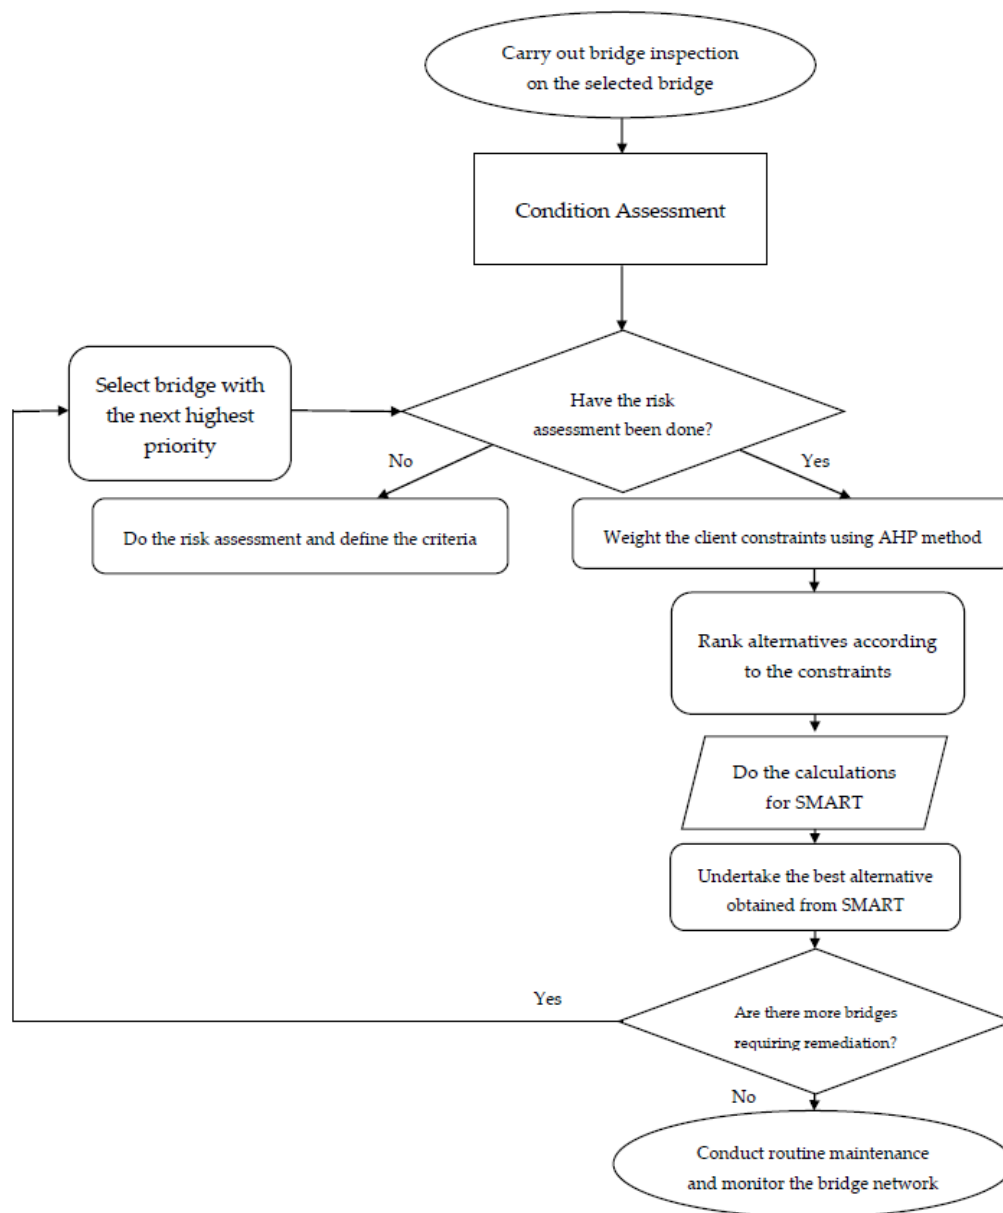 Carry out bridge inspection
on the selected bridge
Condition Assessment
Select bridge with
the next highest
priority
Have the risk
assessment been done?
No
Yes
Do the risk assessment and define the criteria
Weight the client constraints using AHP method
Rank alternatives according
to the constraints
Do the calculations
for SMART
Undertake the best alternative
obtained from SMART
Yes
Are there more bridges
requiring remediation?
No
Conduct routine maintenance
and monitor the bridge network